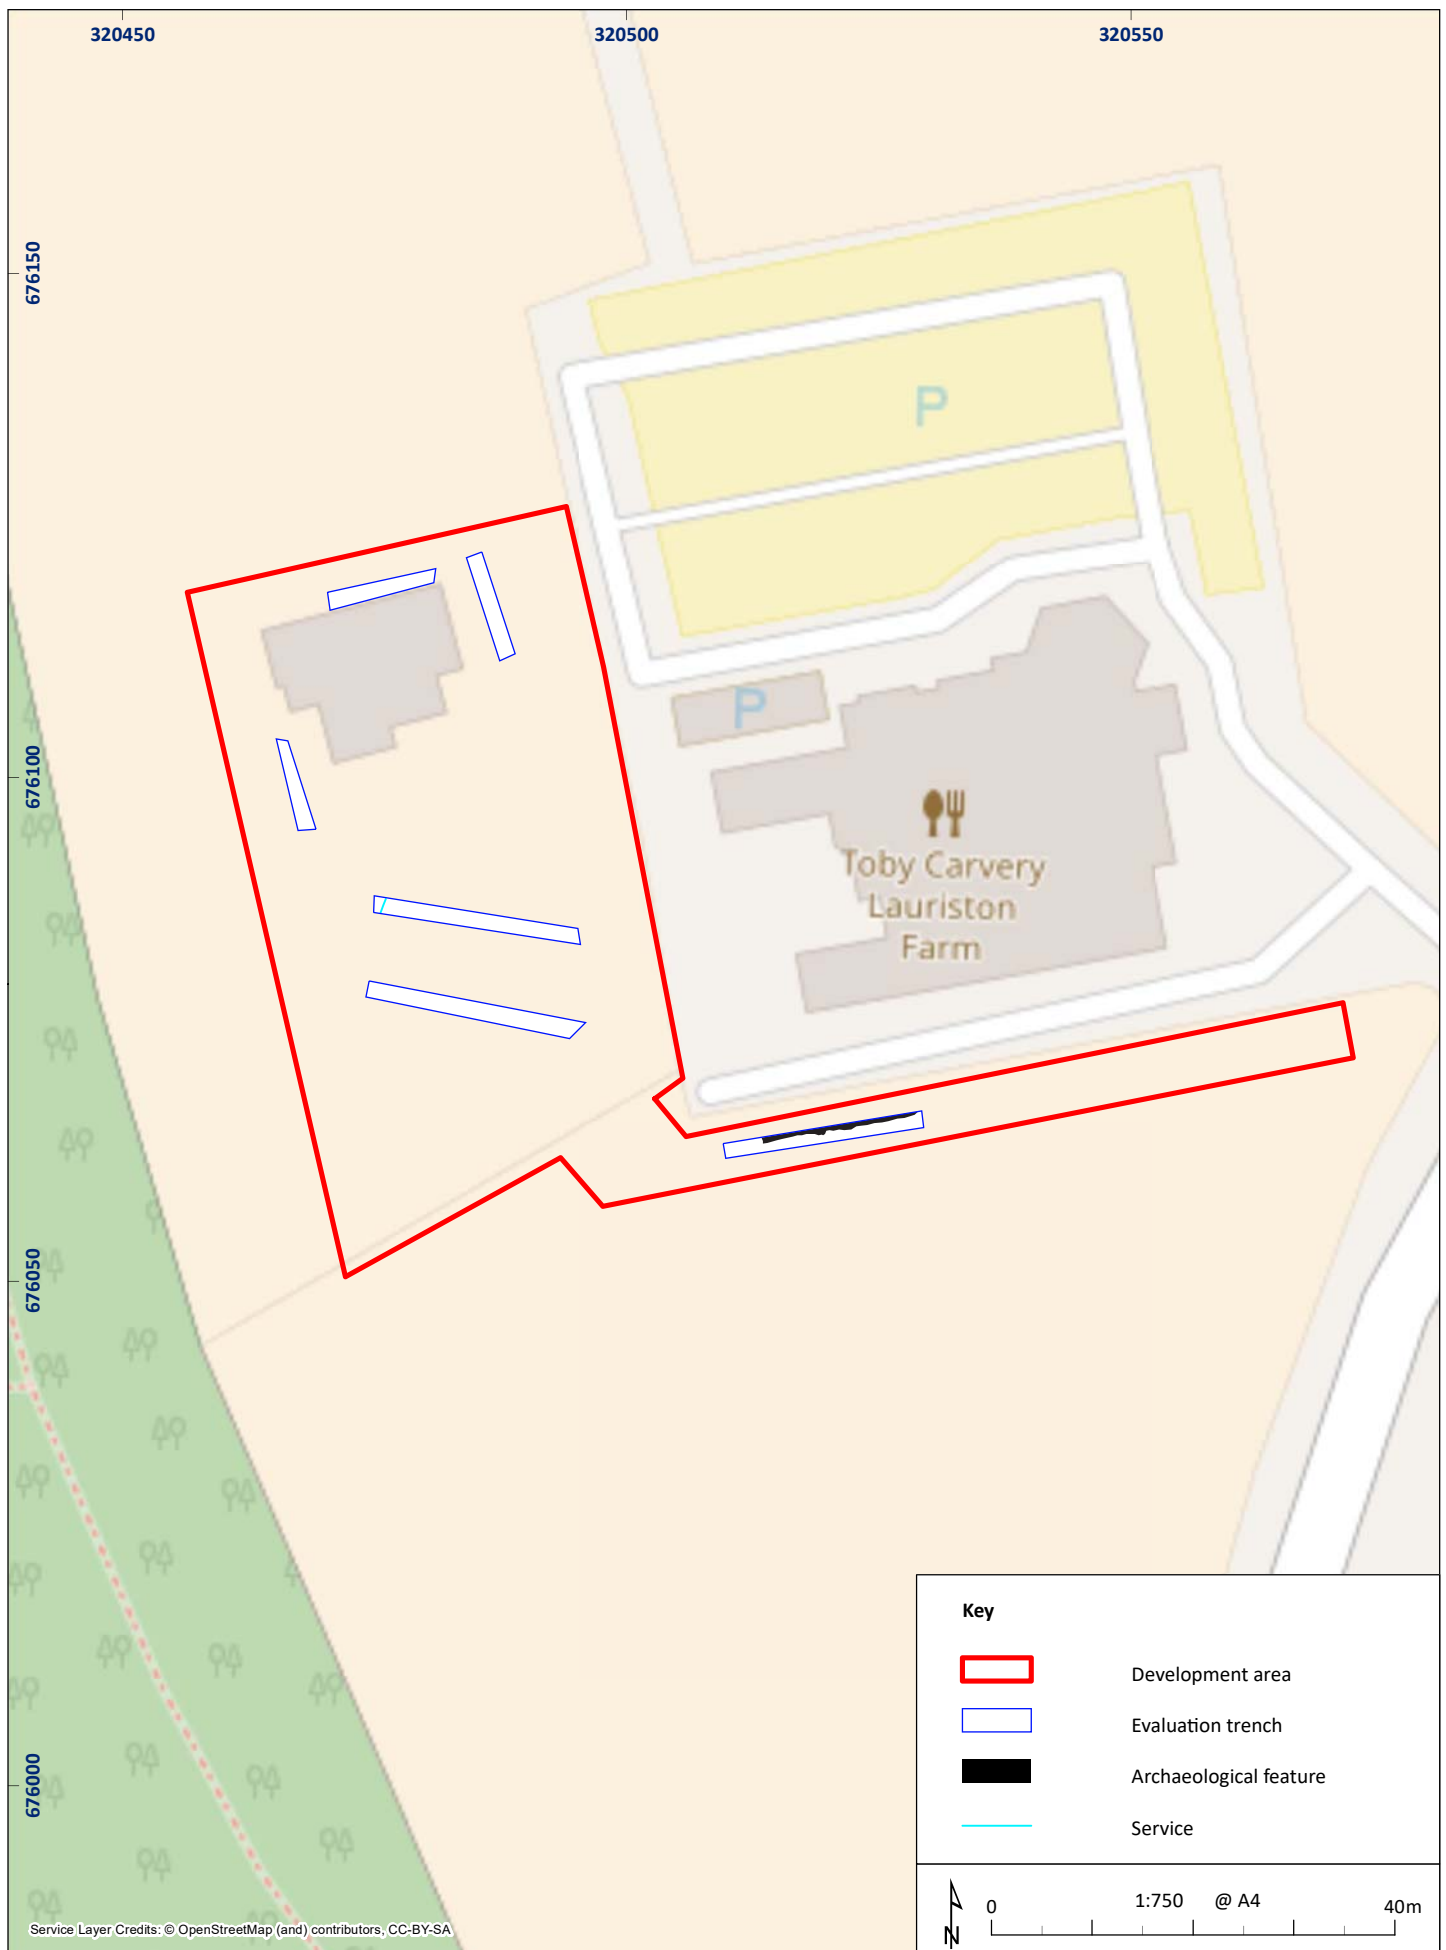 320450
320500
320550
676150
P
P
676100
Toby Carvery
Lauriston
Farm
676050
676000
Key
Development area
Evaluation trench
Archaeological feature
Service
N
0
1:750 @ A4
40m
Service Layer Credits: © OpenStreetMap (and) contributors, CC-BY-SA